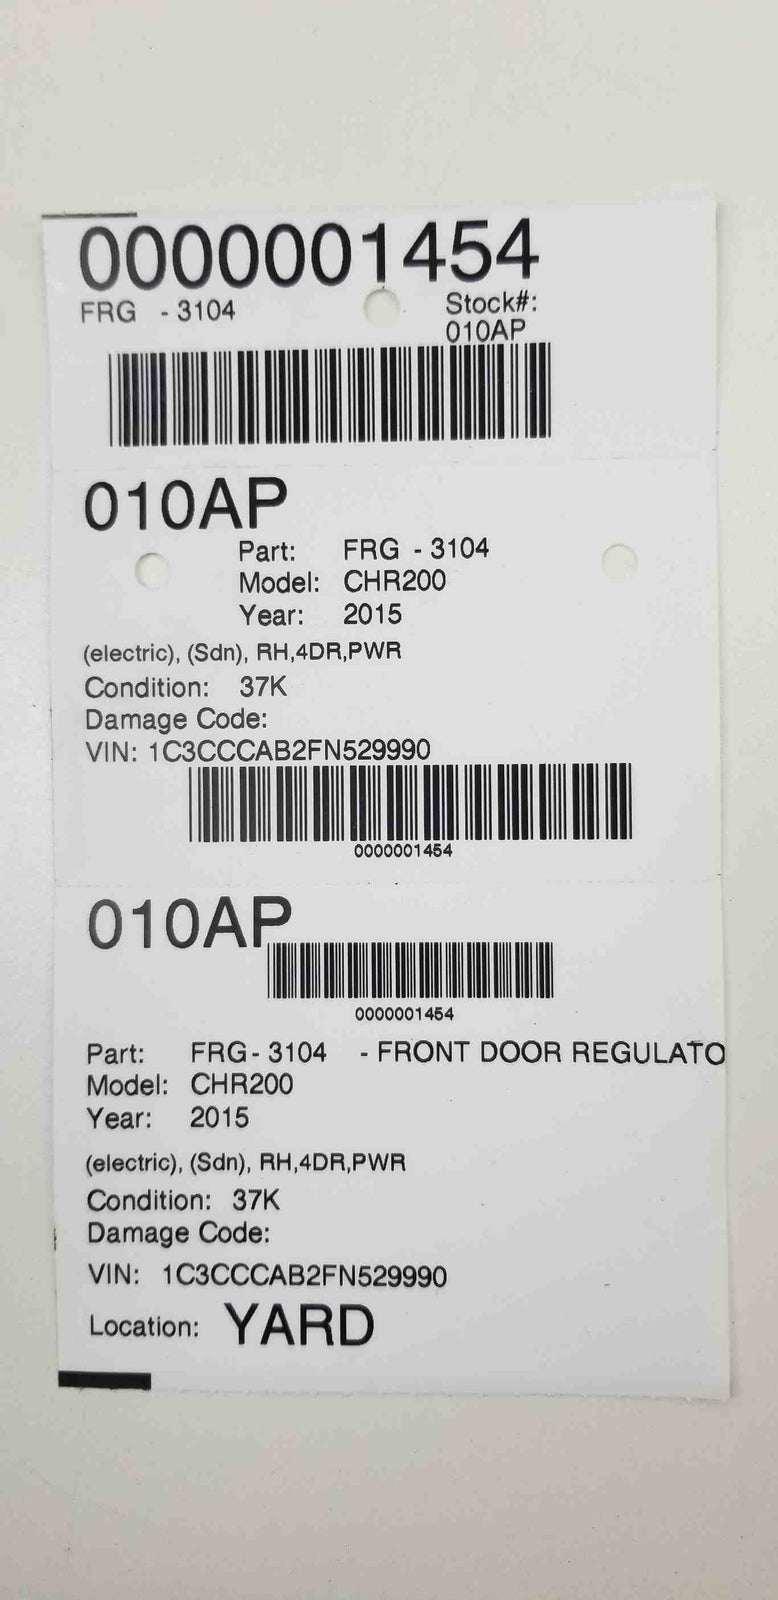 0000001454
FRG - 3104
Stock#:
010AP
010AP
Part: FRG - 3104
Model: CHR200
Year: 2015
(electric), (Sdn), RH,4DR,PWR
Condition: 37K
Damage Code:
VIN: 1C3CCCAB2FN529990
0000001454
010AP
0000001454
Part: FRG- 3104 - FRONT DOOR REGULATO
Model: CHR200
Year: 2015
(electric), (Sdn), RH,4DR,PWR
Condition: 37K
Damage Code:
VIN: 1C3CCCAB2FN529990
Location: YARD